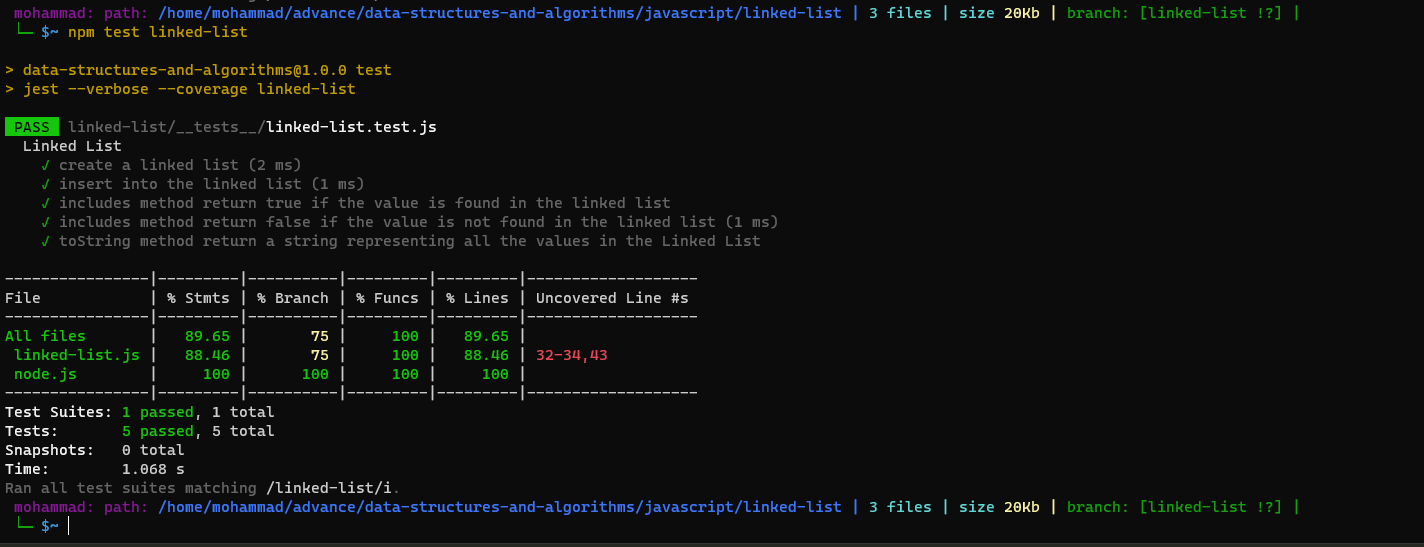 mohammad: path: /home/mohammad/advance/data-structures-and-algorithms/javascript/linked-list | 3 files | size 20Kb | branch: [linked-list !?] |
└─ $~ npm test linked-list
> data-structures-and-algorithms@1.0.0 test
> jest --verbose --coverage linked-list
PASS linked-list/__tests__/linked-list.test.js
Linked List
✓ create a linked list (2 ms)
✓ insert into the linked list (1 ms)
✓ includes method return true if the value is found in the linked list
✓ includes method return false if the value is not found in the linked list (1 ms)
✓ toString method return a string representing all the values in the Linked List
----------------|---------|----------|---------|---------|-------------------
File            | % Stmts | % Branch | % Funcs | % Lines | Uncovered Line #s
----------------|---------|----------|---------|---------|-------------------
All files       |   89.65 |       75 |     100 |   89.65 |
 linked-list.js |   88.46 |       75 |     100 |   88.46 | 32-34,43
 node.js        |     100 |      100 |     100 |     100 |
----------------|---------|----------|---------|---------|-------------------
Test Suites: 1 passed, 1 total
Tests:       5 passed, 5 total
Snapshots:   0 total
Time:        1.068 s
Ran all test suites matching /linked-list/i.
mohammad: path: /home/mohammad/advance/data-structures-and-algorithms/javascript/linked-list | 3 files | size 20Kb | branch: [linked-list !?] |
└─ $~